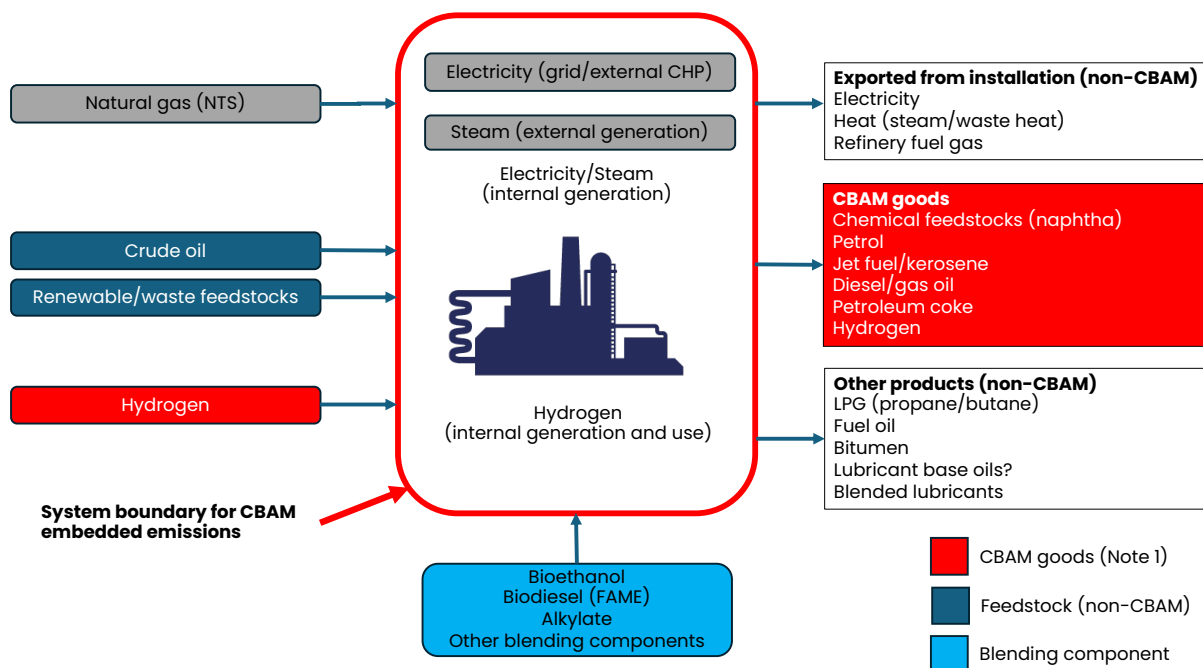 Natural gas (NTS)
Crude oil
Renewable/waste feedstocks
Hydrogen
System boundary for CBAM
embedded emissions
Electricity (grid/external CHP)
Steam (external generation)
Electricity/Steam
(internal generation)
Hydrogen
(internal generation and use)
Bioethanol
Biodiesel (FAME)
Alkylate
Other blending components
Exported from installation (non-CBAM)
Electricity
Heat (steam/waste heat)
Refinery fuel gas
CBAM goods
Chemical feedstocks (naphtha)
Petrol
Jet fuel/kerosene
Diesel/gas oil
Petroleum coke
Hydrogen
Other products (non-CBAM)
LPG (propane/butane)
Fuel oil
Bitumen
Lubricant base oils?
Blended lubricants
CBAM goods (Note 1)
Feedstock (non-CBAM)
Blending component